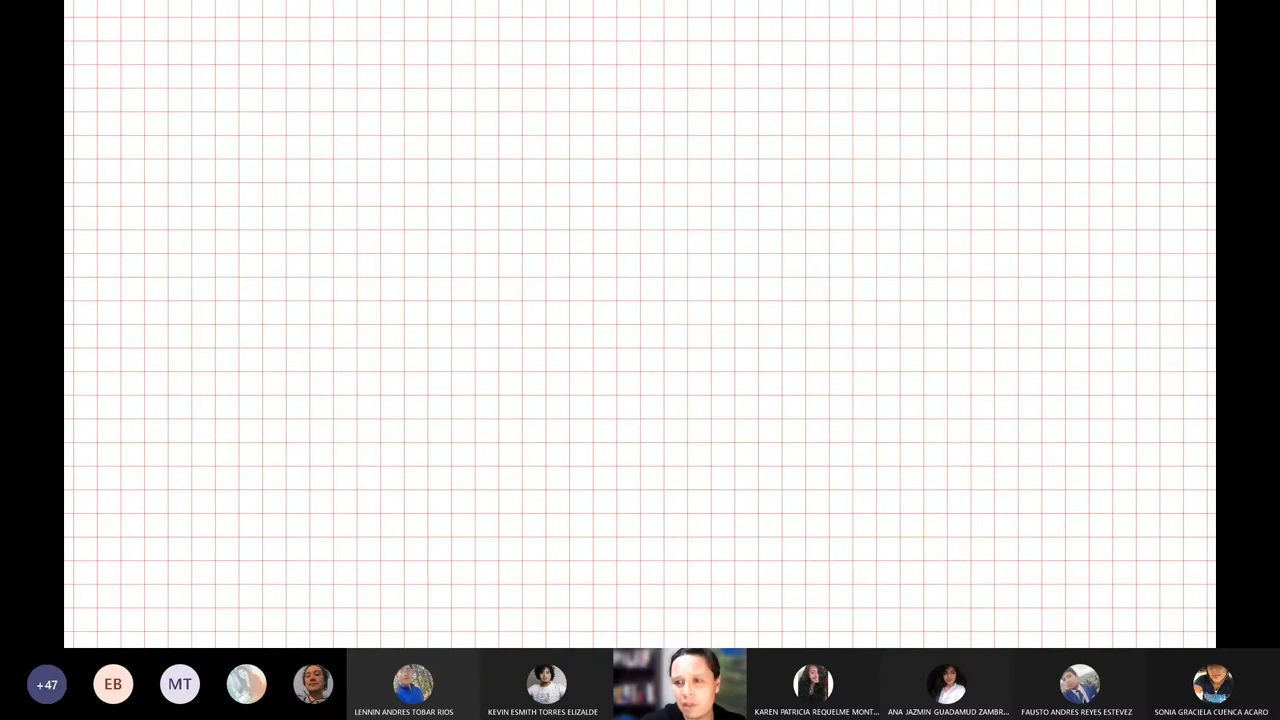 +47
EB
MT
LENNIN ANDRES TOBAR RIOS
KEVIN ESMITH TORRES ELIZALDE
KAREN PATRICIA REQUELME MONT...
ANA JAZMIN GUADAMUD ZAMBR...
FAUSTO ANDRES REYES ESTEVEZ
SONIA GRACIELA CUENCA ACARO